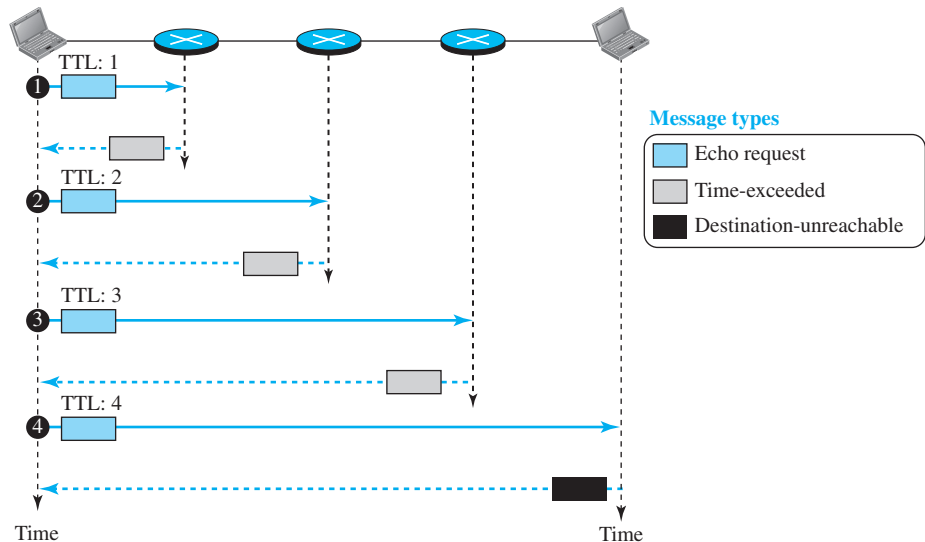 TTL: 1
1
TTL: 2
2
TTL: 3
3
TTL: 4
4
Time
Time
Message types
Echo request
Time-exceeded
Destination-unreachable